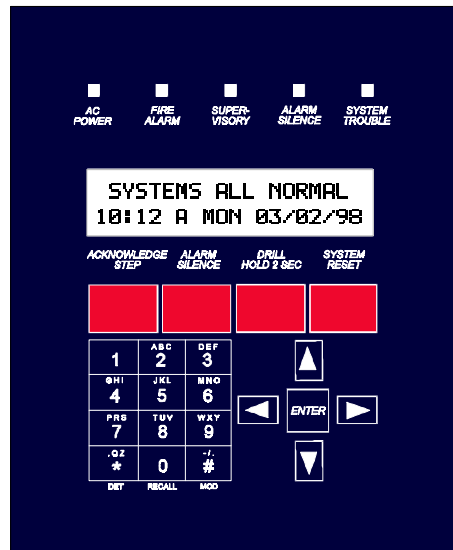 AC POWER
FIRE ALARM
SUPER-VISORY
ALARM SILENCE
SYSTEM TROUBLE
SYSTEMS ALL NORMAL
10:12 A MON 03/02/98
ACKNOWLEDGE STEP
ALARM SILENCE
DRILL HOLD 2 SEC
SYSTEM RESET
1
ABC
2
DEF
3
GHI
4
JKL
5
MNO
6
PRS
7
TUV
8
WXY
9
.QZ
*
0
-/.
#
ENTER
DET RECALL MOD